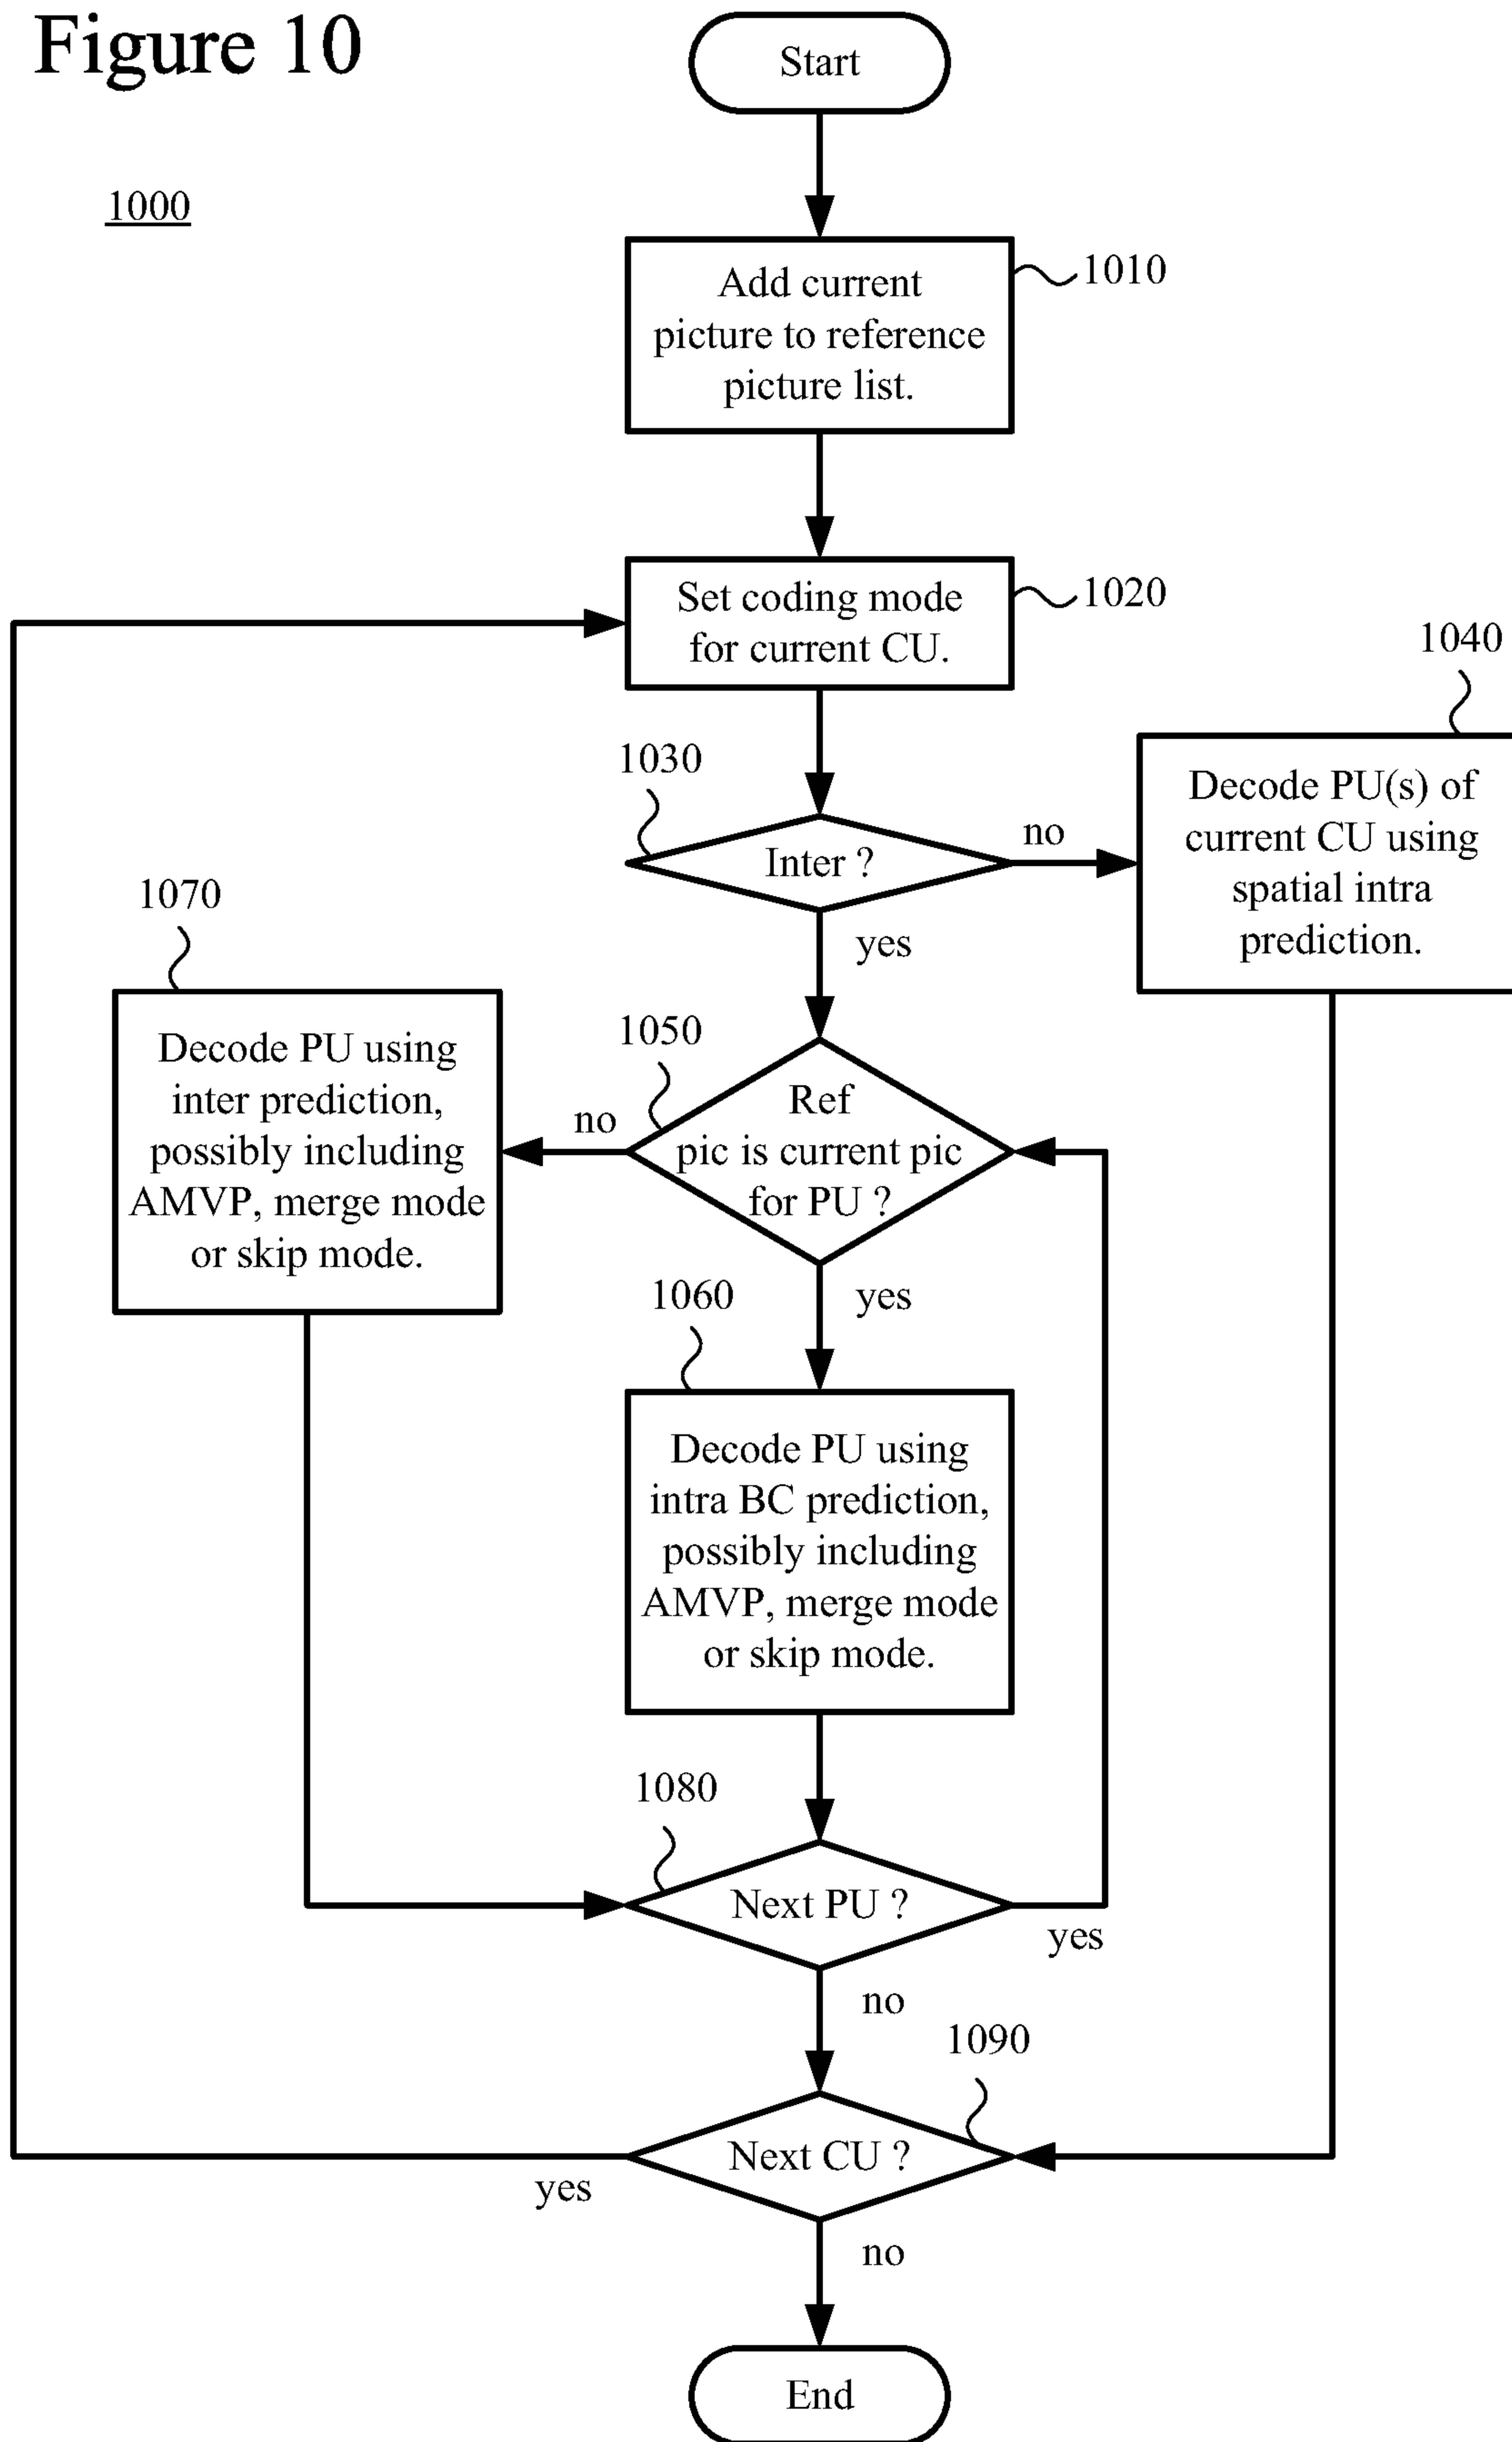 Figure 10
Start
1000
Add current
picture to reference
picture list.
1010
Set coding mode
for current CU.
1020
1040
1030
Inter ?
no
Decode PU(s) of
current CU using
spatial intra
prediction.
yes
1070
Decode PU using
inter prediction,
possibly including
AMVP, merge mode
or skip mode.
1050
no
Ref
pic is current pic
for PU ?
yes
1060
Decode PU using
intra BC prediction,
possibly including
AMVP, merge mode
or skip mode.
1080
Next PU ?
yes
no
1090
Next CU ?
yes
no
End